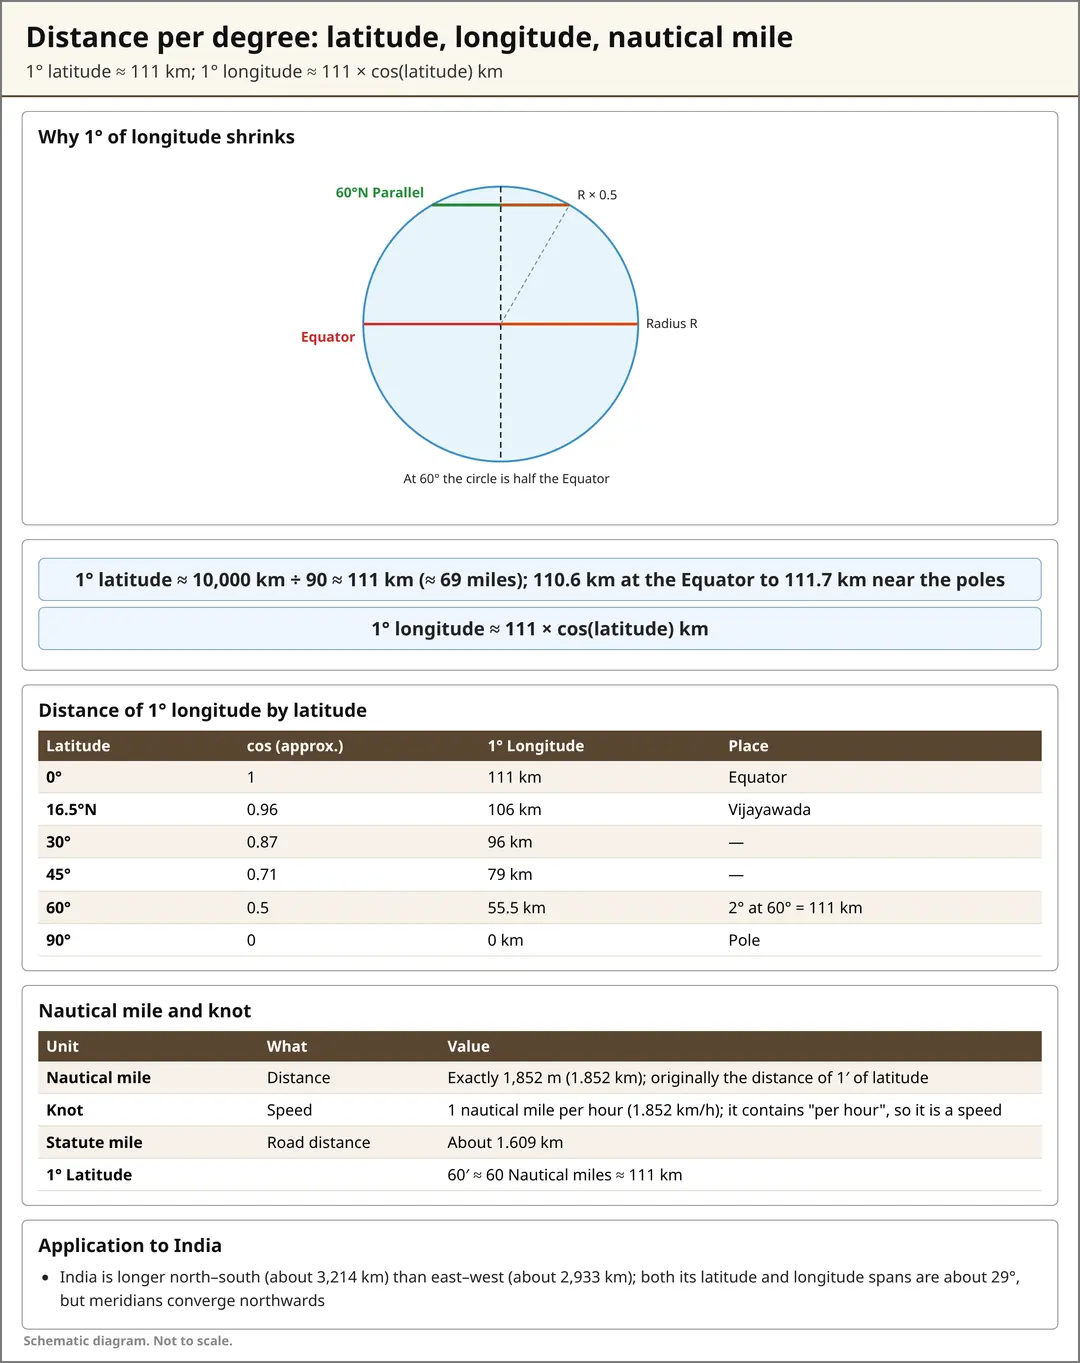 Distance per degree: latitude, longitude, nautical mile
1° latitude ≈ 111 km; 1° longitude ≈ 111 × cos(latitude) km
Why 1° of longitude shrinks
60°N Parallel
R × 0.5
Equator
Radius R
At 60° the circle is half the Equator
1° latitude ≈ 10,000 km ÷ 90 ≈ 111 km (≈ 69 miles); 110.6 km at the Equator to 111.7 km near the poles
1° longitude ≈ 111 × cos(latitude) km
Distance of 1° longitude by latitude
Latitude cos (approx.) 1° Longitude Place
0° 1 111 km Equator
16.5°N 0.96 106 km Vijayawada
30° 0.87 96 km —
45° 0.71 79 km —
60° 0.5 55.5 km 2° at 60° = 111 km
90° 0 0 km Pole
Nautical mile and knot
Unit What Value
Nautical mile Distance Exactly 1,852 m (1.852 km); originally the distance of 1′ of latitude
Knot Speed 1 nautical mile per hour (1.852 km/h); it contains "per hour", so it is a speed
Statute mile Road distance About 1.609 km
1° Latitude 60′ ≈ 60 Nautical miles ≈ 111 km
Application to India
• India is longer north–south (about 3,214 km) than east–west (about 2,933 km); both its latitude and longitude spans are about 29°,
but meridians converge northwards
Schematic diagram. Not to scale.